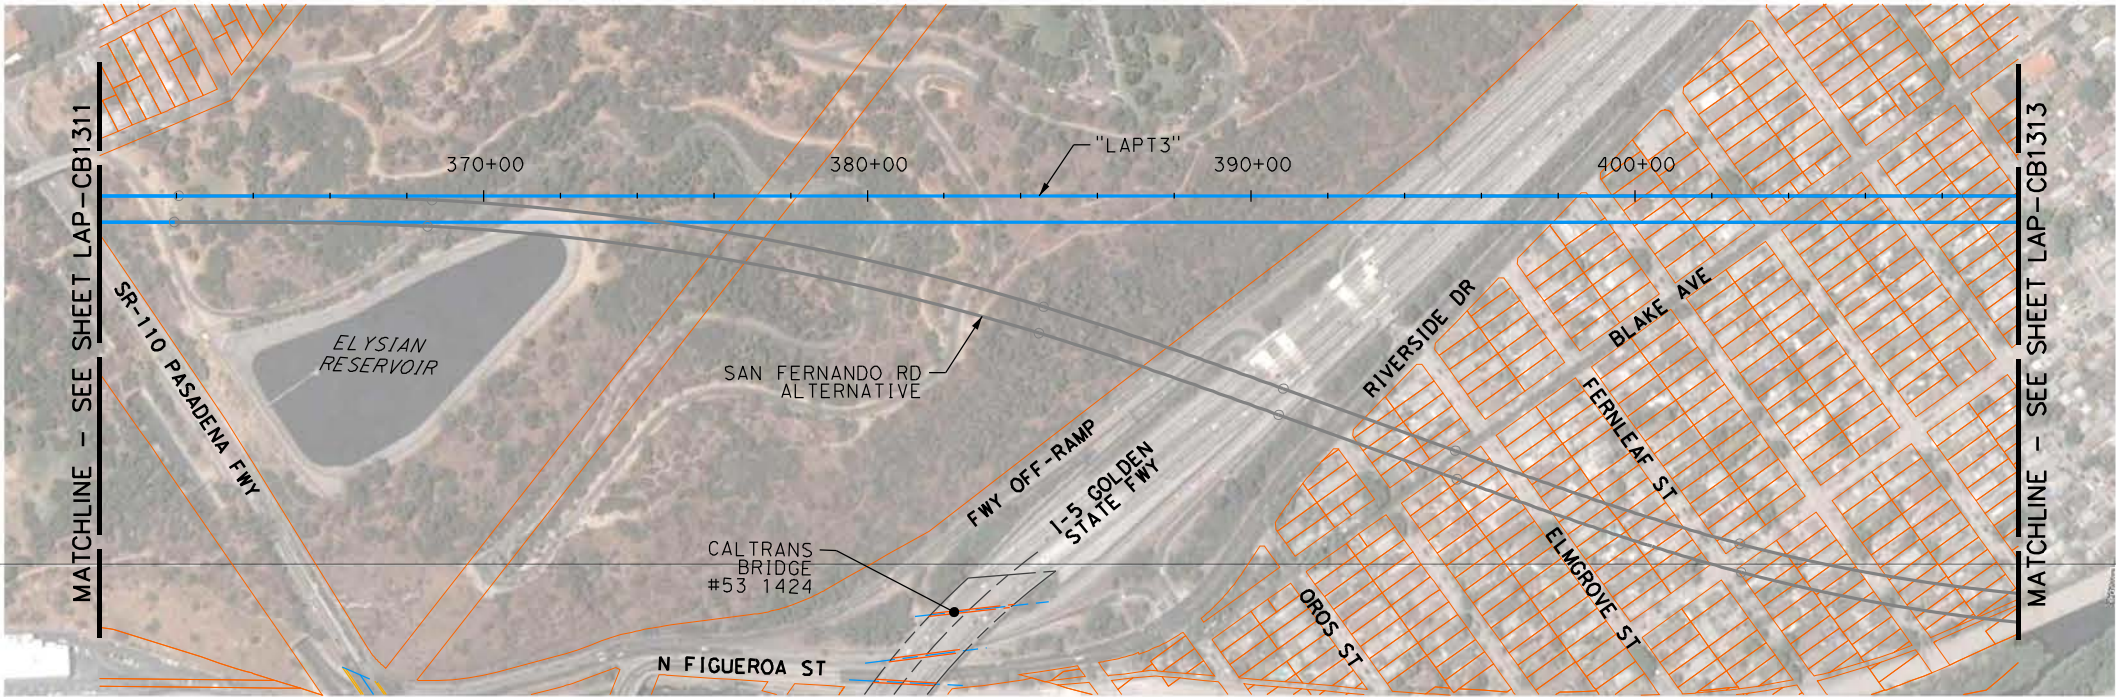 MATCHLINE - SEE SHEET LAP-CB1311
370+00
380+00
"LAPT3"
390+00
400+00
MATCHLINE - SEE SHEET LAP-CB1313
SR-110 PASADENA FWY
ELYSIAN
RESERVOIR
SAN FERNANDO RD
ALTERNATIVE
RIVERSIDE DR
BLAKE AVE
FERNLEAF ST
FWY OFF-RAMP
I-5 GOLDEN
STATE FWY
CALTRANS
BRIDGE
#53 1424
ELMGROVE ST
OROS ST
N FIGUEROA ST